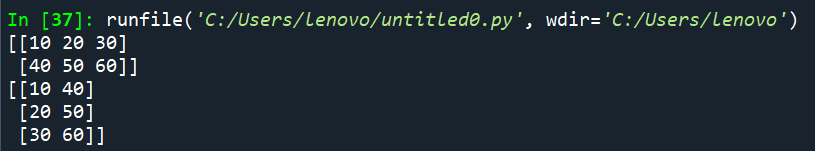 In [37]: runfile('C:/Users/lenovo/untitled0.py', wdir='C:/Users/lenovo')
[[10 20 30]
 [40 50 60]]
[[10 40]
 [20 50]
 [30 60]]